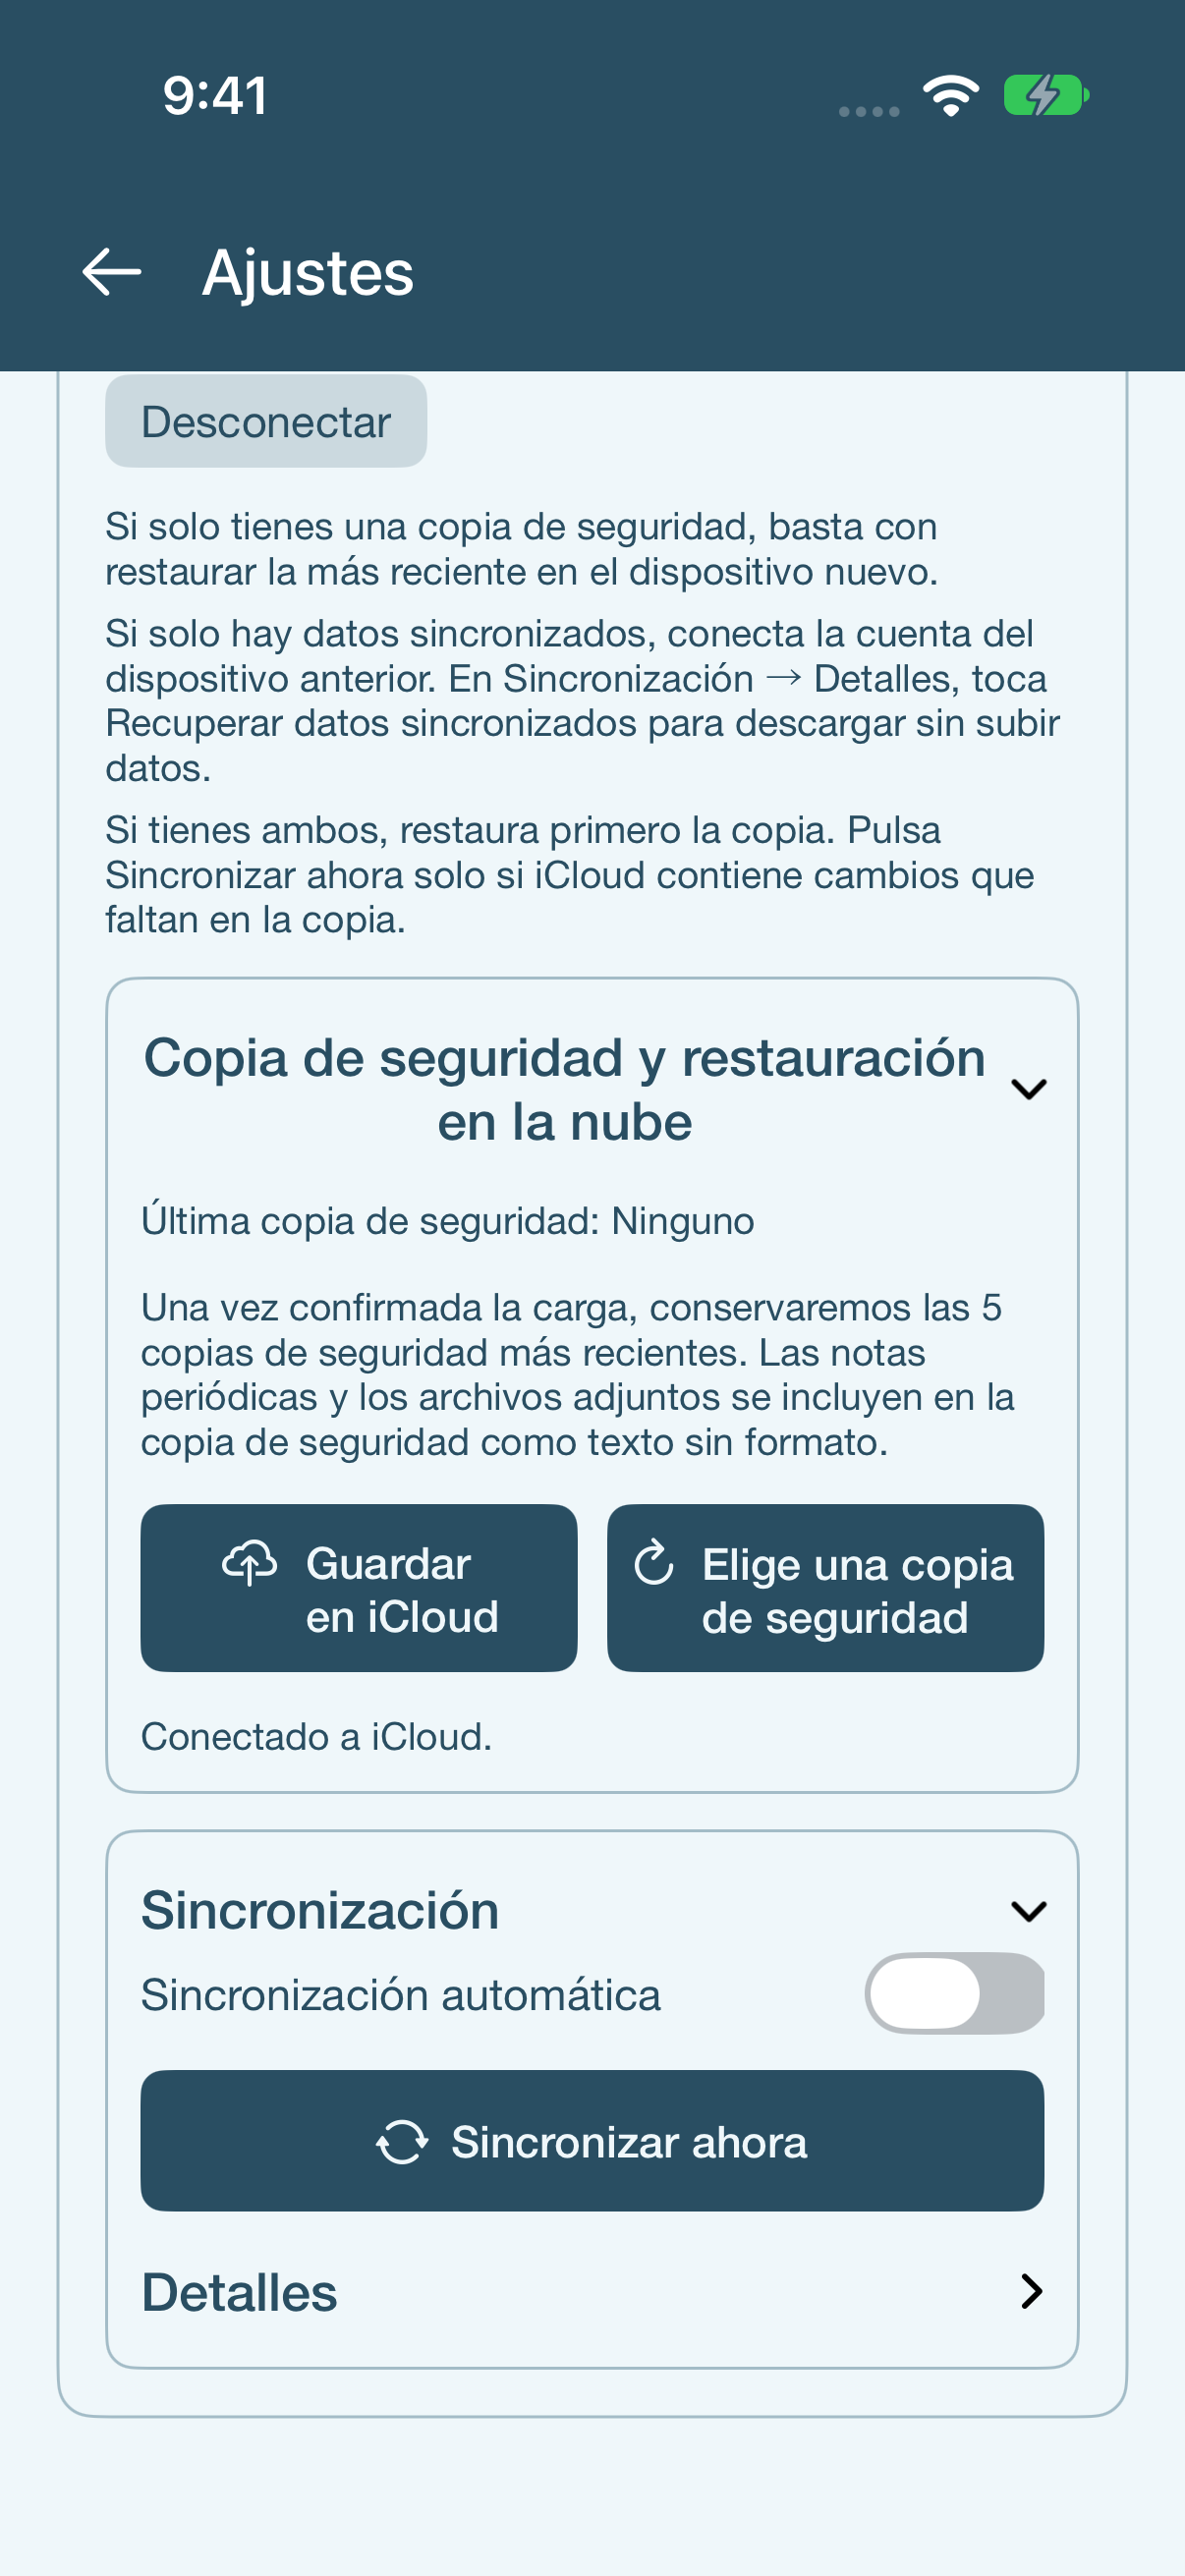 9:41
Ajustes
Desconectar
Si solo tienes una copia de seguridad, basta con
restaurar la más reciente en el dispositivo nuevo.
Si solo hay datos sincronizados, conecta la cuenta del
dispositivo anterior. En Sincronización → Detalles, toca
Recuperar datos sincronizados para descargar sin subir
datos.
Si tienes ambos, restaura primero la copia. Pulsa
Sincronizar ahora solo si iCloud contiene cambios que
faltan en la copia.
Copia de seguridad y restauración
en la nube
Última copia de seguridad: Ninguno
Una vez confirmada la carga, conservaremos las 5
copias de seguridad más recientes. Las notas
periódicas y los archivos adjuntos se incluyen en la
copia de seguridad como texto sin formato.
Guardar
en iCloud
Elige una copia
de seguridad
Conectado a iCloud.
Sincronización
Sincronización automática
Sincronizar ahora
Detalles